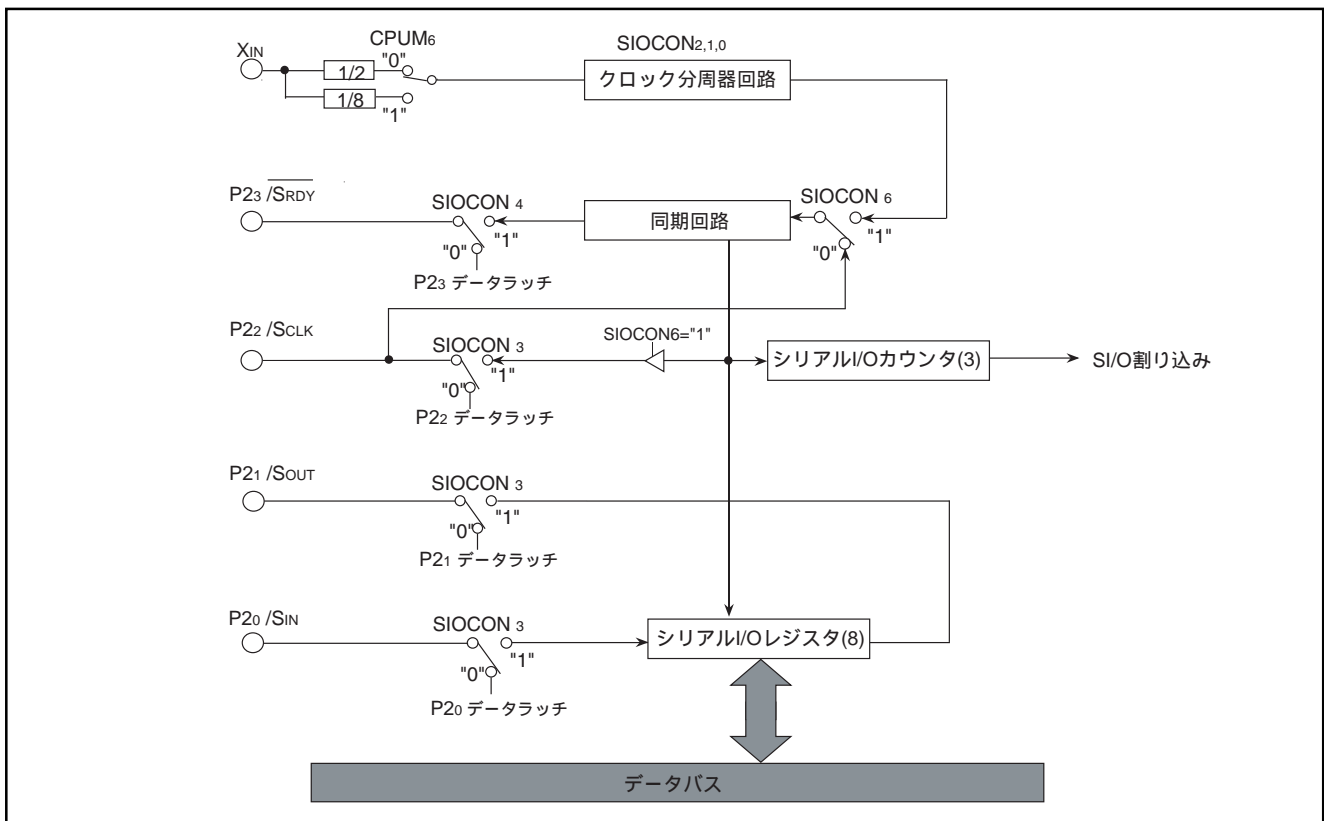 XIN
CPUM6
"0"
1/2
1/8
"1"
SIOCON2,1,0
クロック分周器回路
P23 /SRDY
SIOCON 4
"1"
"0"
P23 データラッチ
同期回路
SIOCON 6
"1"
"0"
P22 /SCLK
SIOCON 3
"1"
"0"
P22 データラッチ
SIOCON6="1"
シリアルI/Oカウンタ(3)
SI/O割り込み
P21 /SOUT
SIOCON 3
"1"
"0"
P21 データラッチ
P20 /SIN
SIOCON 3
"1"
"0"
P20 データラッチ
シリアルI/Oレジスタ(8)
データバス